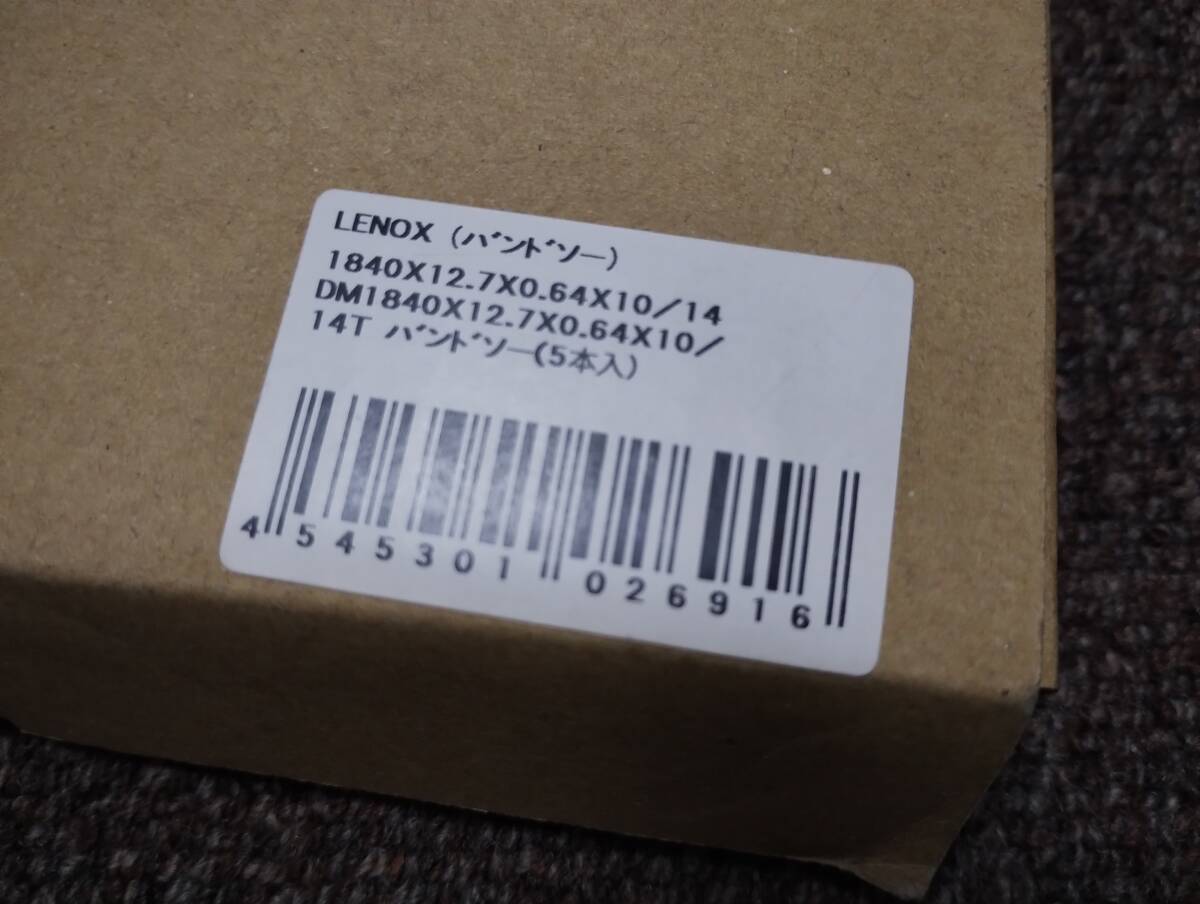 LENOX (ﾊﾞﾝﾄﾞｿｰ)
1840X12.7X0.64X10/14
DM1840X12.7X0.64X10/
14T ﾊﾞﾝﾄﾞｿｰ(5本入)
4 545301 026916